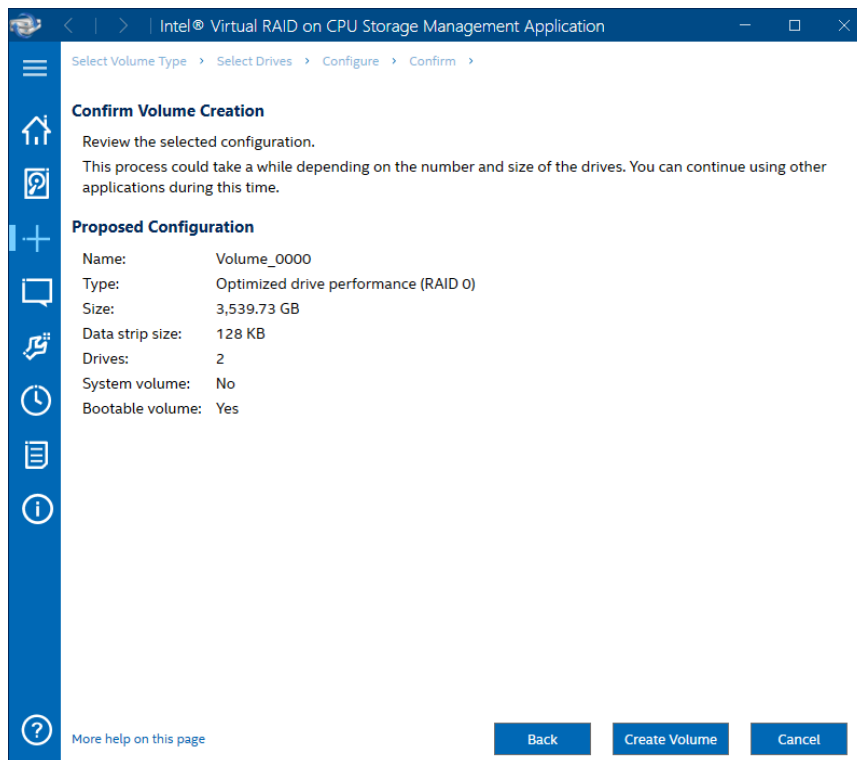 Intel® Virtual RAID on CPU Storage Management Application
Select Volume Type › Select Drives › Configure › Confirm ›
Confirm Volume Creation
Review the selected configuration.
This process could take a while depending on the number and size of the drives. You can continue using other
applications during this time.
Proposed Configuration
Name: Volume_0000
Type: Optimized drive performance (RAID 0)
Size: 3,539.73 GB
Data strip size: 128 KB
Drives: 2
System volume: No
Bootable volume: Yes
More help on this page
Back
Create Volume
Cancel